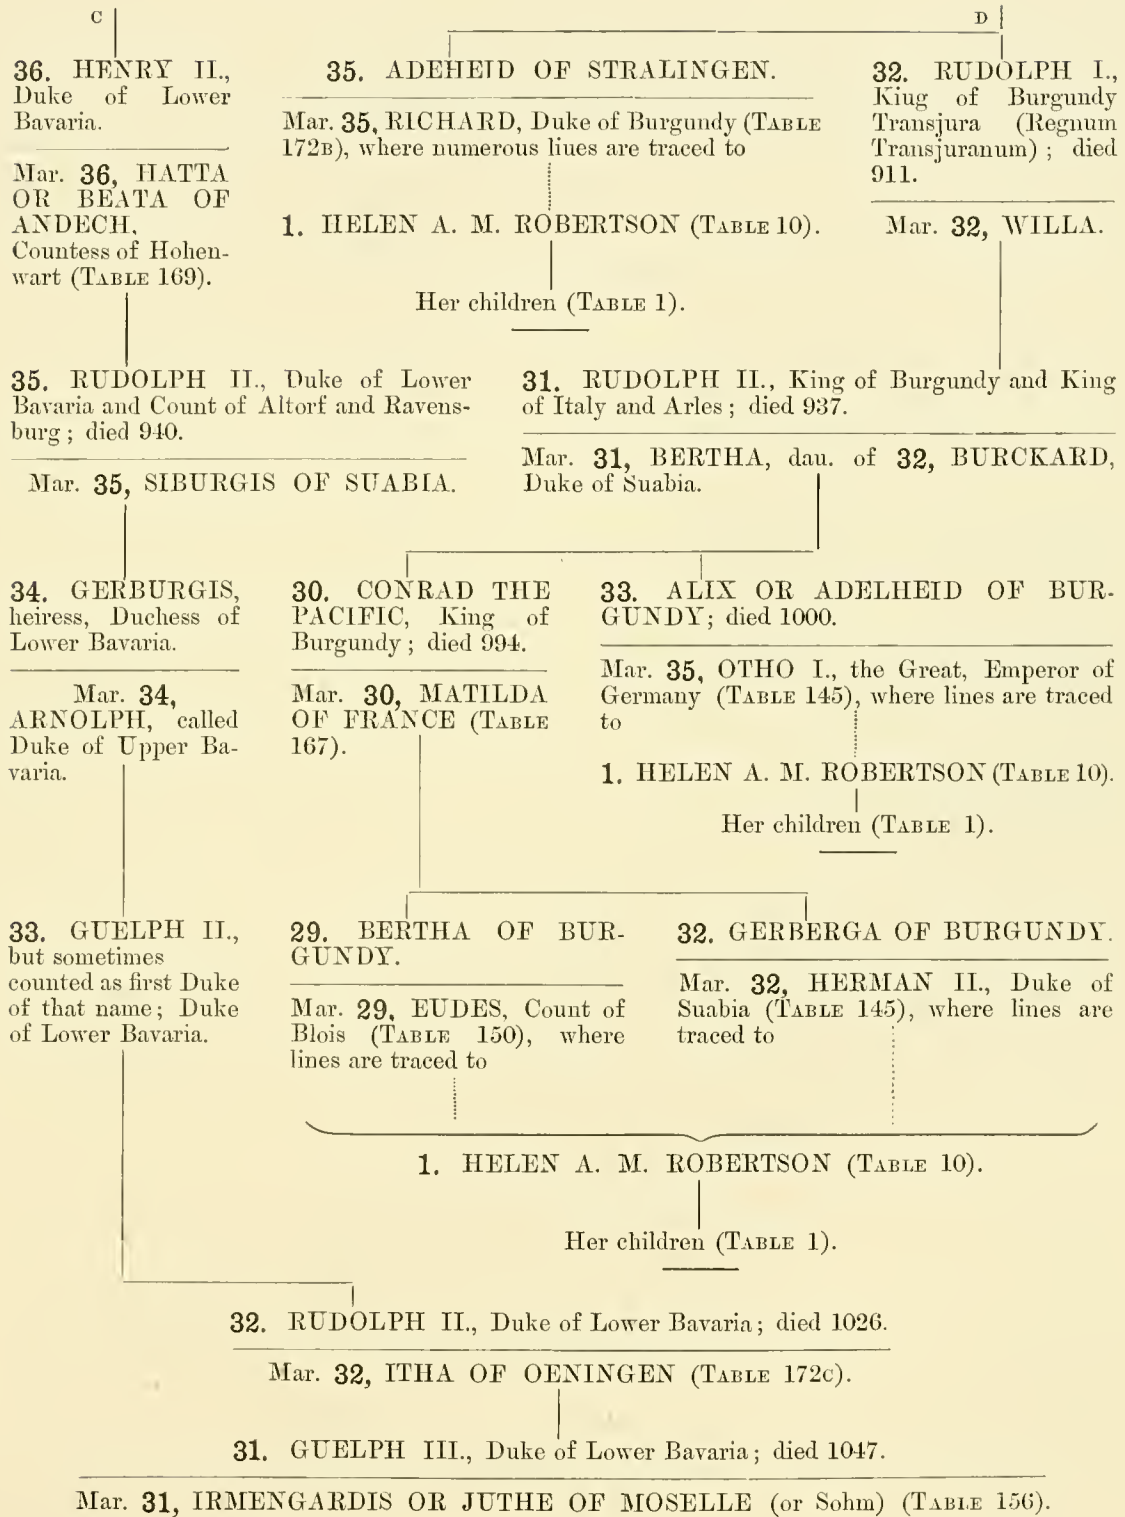 C
D
36. HENRY II.,
Duke of Lower
Bavaria.
Mar. 36, HATTA
OR BEATA OF
ANDECH,
Countess of Hohen-
wart (TABLE 169).
35. ADEHEID OF STRALINGEN.
Mar. 35, RICHARD, Duke of Burgundy (TABLE
172B), where numerous lines are traced to
1. HELEN A. M. ROBERTSON (TABLE 10).
Her children (TABLE 1).
32. RUDOLPH I.,
King of Burgundy
Transjura (Regnum
Transjuranum) ; died
911.
Mar. 32, WILLA.
35. RUDOLPH II., Duke of Lower
Bavaria and Count of Altorf and Ravens-
burg ; died 940.
Mar. 35, SIBURGIS OF SUABIA.
31. RUDOLPH II., King of Burgundy and King
of Italy and Arles ; died 937.
Mar. 31, BERTHA, dau. of 32, BURCKARD,
Duke of Suabia.
34. GERBURGIS,
heiress, Duchess of
Lower Bavaria.
Mar. 34,
ARNOLPH, called
Duke of Upper Ba-
varia.
30. CONRAD THE
PACIFIC, King of
Burgundy ; died 994.
Mar. 30, MATILDA
OF FRANCE (TABLE
167).
33. ALIX OR ADELHEID OF BUR-
GUNDY; died 1000.
Mar. 35, OTHO I., the Great, Emperor of
Germany (TABLE 145), where lines are traced
to
1. HELEN A. M. ROBERTSON (TABLE 10).
Her children (TABLE 1).
33. GUELPH II.,
but sometimes
counted as first Duke
of that name; Duke
of Lower Bavaria.
29. BERTHA OF BUR-
GUNDY.
Mar. 29, EUDES, Count of
Blois (TABLE 150), where
lines are traced to
32. GERBERGA OF BURGUNDY.
Mar. 32, HERMAN II., Duke of
Suabia (TABLE 145), where lines are
traced to
1. HELEN A. M. ROBERTSON (TABLE 10).
Her children (TABLE 1).
32. RUDOLPH II., Duke of Lower Bavaria; died 1026.
Mar. 32, ITHA OF OENINGEN (TABLE 172C).
31. GUELPH III., Duke of Lower Bavaria; died 1047.
Mar. 31, IRMENGARDIS OR JUTHE OF MOSELLE (or Sohm) (TABLE 156).